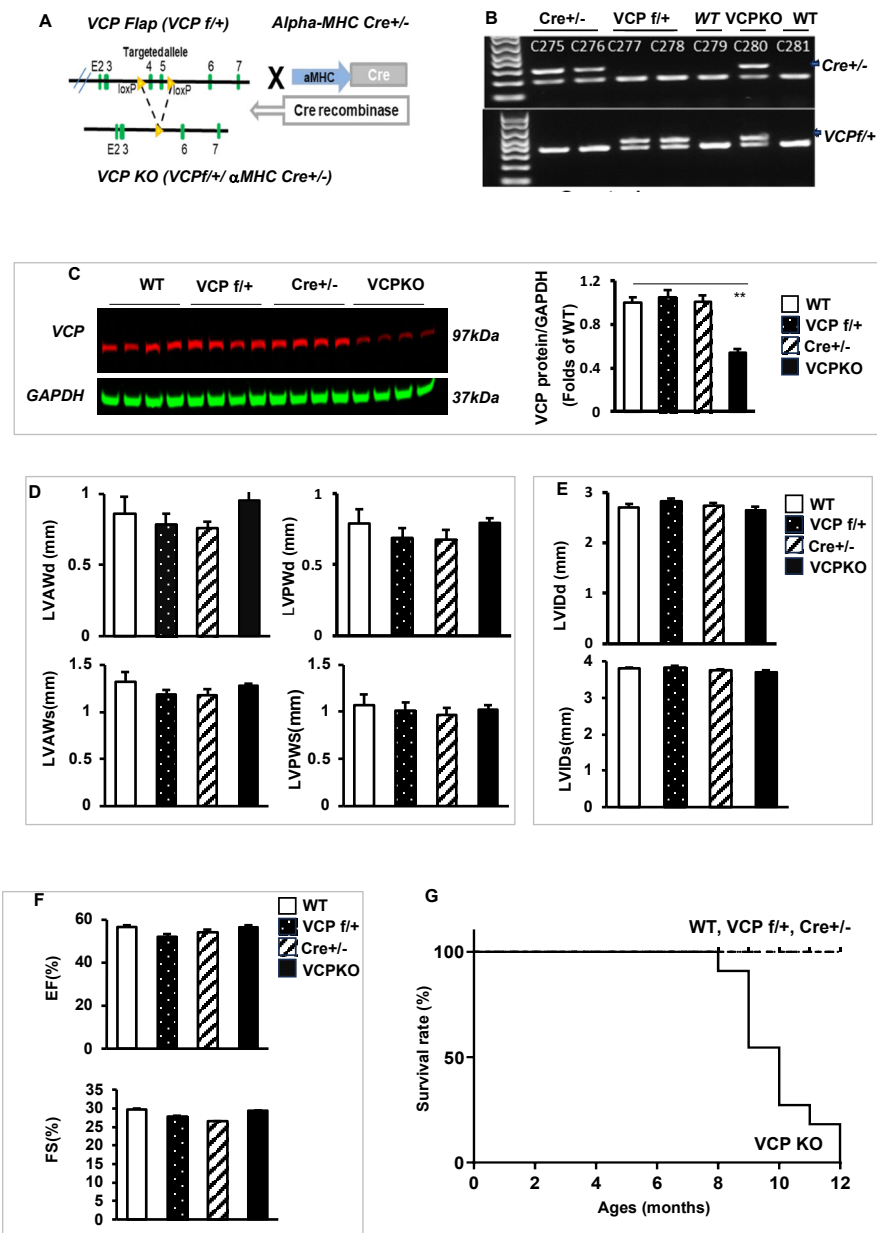 A
VCP Flap (VCP f/+)
Alpha-MHC Cre+/-
Targeted allele
E2 3 4 5 6 7
loxP loxP
X
aMHC Cre
Cre recombinase
E2 3 6 7
VCP KO (VCPf/+/ αMHC Cre+/-)
B
Cre+/- VCP f/+ WT VCPKO WT
C275 C276 C277 C278 C279 C280 C281
Cre+/-
VCPf/+
C
WT VCP f/+ Cre+/- VCPKO
VCP 97kDa
GAPDH 37kDa
VCP protein/GAPDH
(Folds of WT)
1.2
0.8
0.4
0
**
WT
VCP f/+
Cre+/-
VCPKO
D
LVAWd (mm)
1
0.5
0
LVPWd (mm)
1
0.5
0
LVAWs(mm)
1.5
1
0.5
0
LVPWS(mm)
1.5
1
0.5
0
E
LVIDd (mm)
3
2
1
0
WT
VCP f/+
Cre+/-
VCPKO
LVIDs(mm)
4
3
2
1
0
F
WT
VCP f/+
Cre+/-
VCPKO
EF(%)
60
40
20
0
FS(%)
35
30
25
20
15
10
5
0
G
WT, VCP f/+, Cre+/-
Survival rate (%)
100
50
0
VCP KO
0 2 4 6 8 10 12
Ages (months)